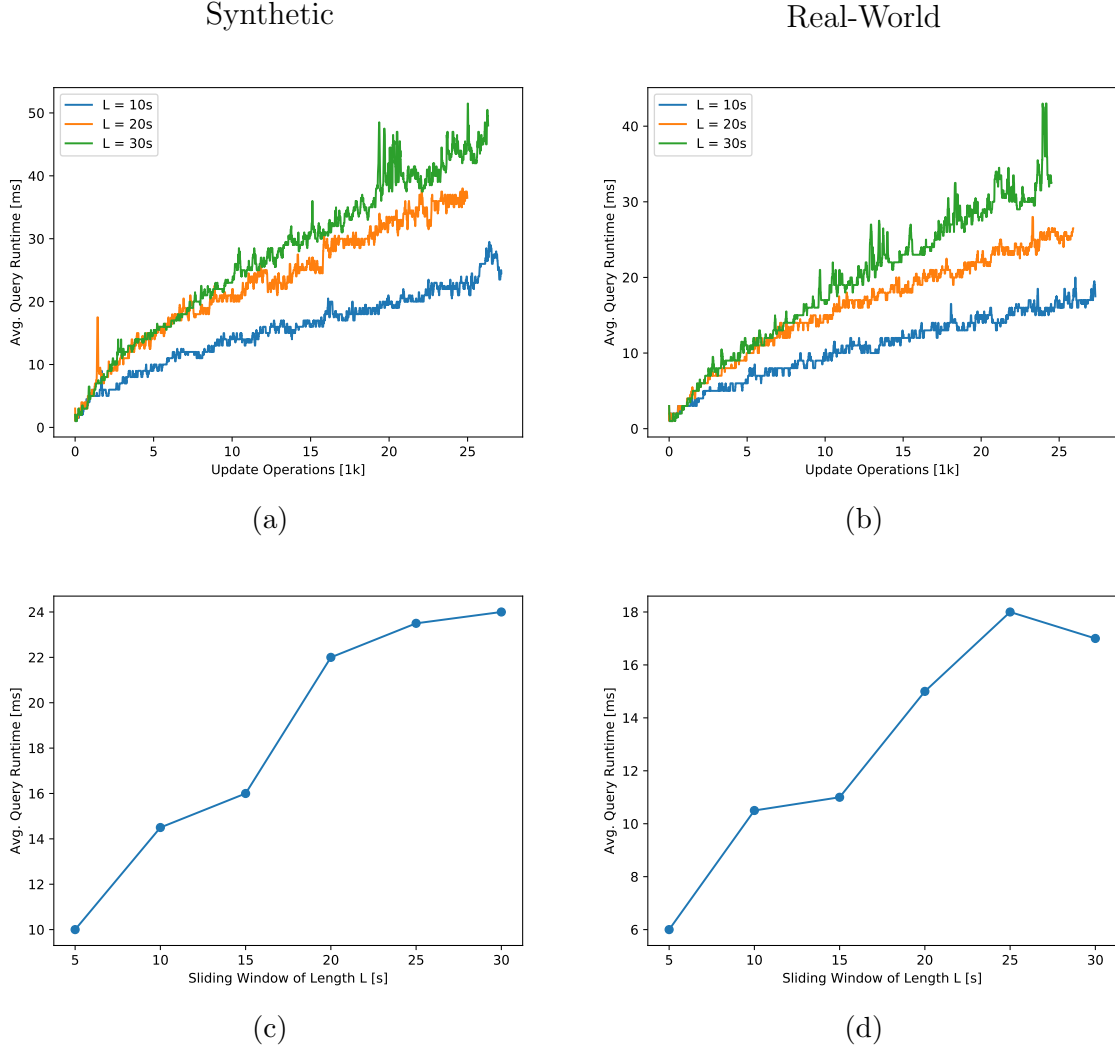 Synthetic
Real-World
L = 10s
L = 20s
L = 30s
50
40
30
20
10
0
Avg. Query Runtime [ms]
0 5 10 15 20 25
Update Operations [1k]
(a)
L = 10s
L = 20s
L = 30s
40
30
20
10
0
Avg. Query Runtime [ms]
0 5 10 15 20 25
Update Operations [1k]
(b)
24
22
20
18
16
14
12
10
Avg. Query Runtime [ms]
5 10 15 20 25 30
Sliding Window of Length L [s]
(c)
18
16
14
12
10
8
6
Avg. Query Runtime [ms]
5 10 15 20 25 30
Sliding Window of Length L [s]
(d)